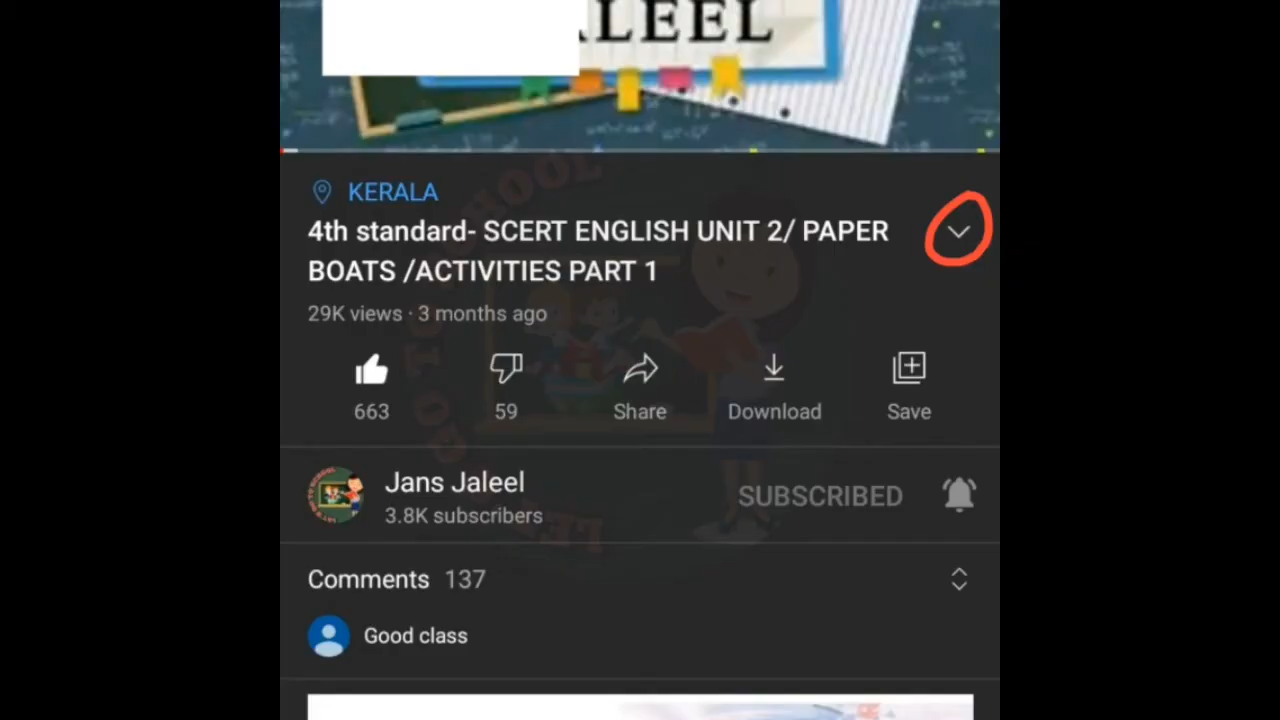 LEEL
KERALA
4th standard- SCERT ENGLISH UNIT 2/ PAPER
BOATS /ACTIVITIES PART 1
29K views · 3 months ago
663
59
Share
Download
Save
Jans Jaleel
3.8K subscribers
SUBSCRIBED
Comments 137
Good class